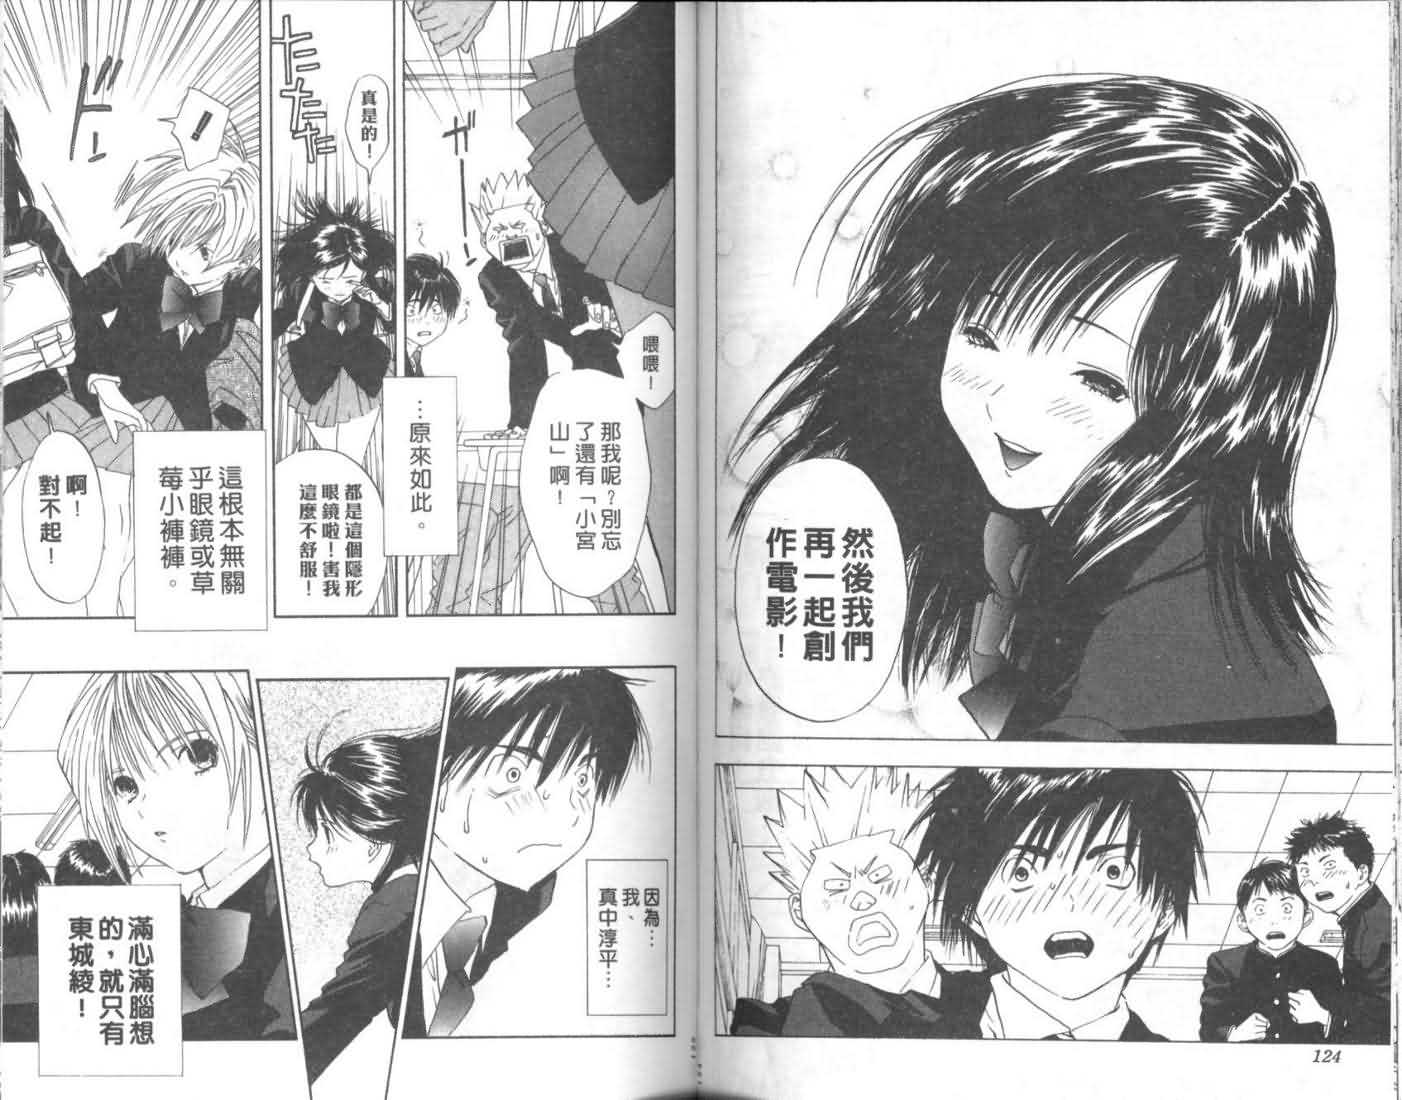 然後我們
再一起創
作電影！
124
喂喂！
那我呢？別忘
了還有「小宮
山」啊！
ガーッ
…原來如此。
真是的！
たたた
都是這個隱形
眼鏡啦！害我
這麼不舒服！
！
ドン
這根本無關
乎眼鏡或草
莓小褲褲。
啊！
對不起！
因為…
我、
真中淳平…
滿心滿腦想
的，就只有
東城綾！